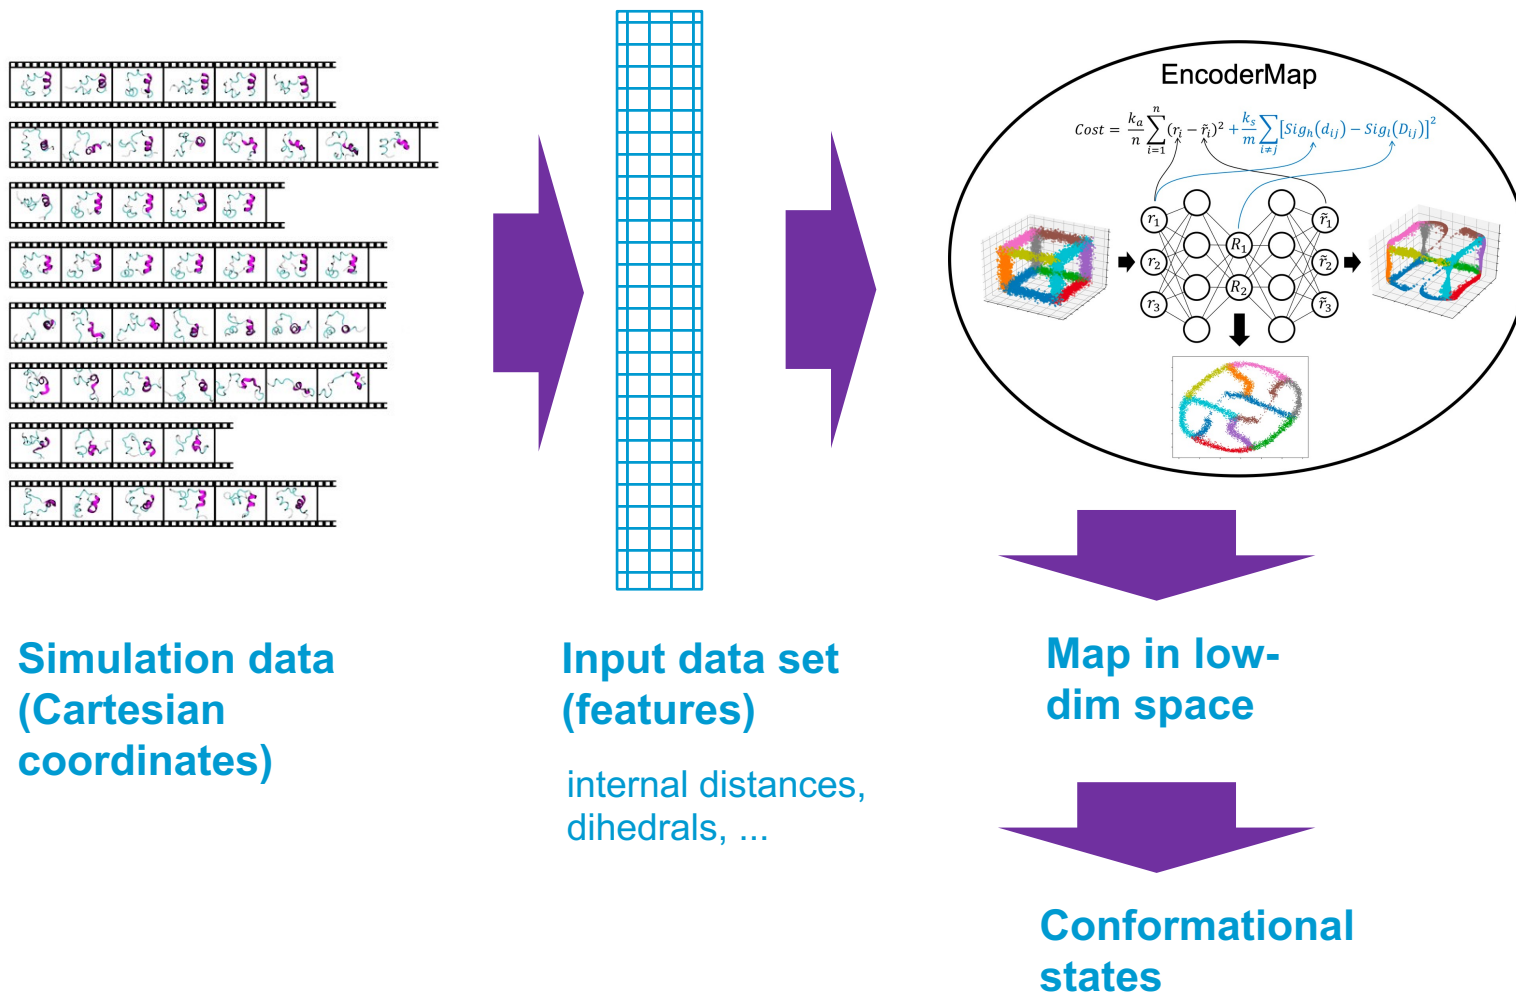 EncoderMap
Cost = k_a/n ∑_{i=1}^{n} (r_i − r̃_i)² + k_s/m ∑_{i≠j} [Sig_h(d_ij) − Sig_l(D_ij)]²
r₁ r̃₁
R₁
r₂ r̃₂
R₂
r₃ r̃₃
Simulation data
(Cartesian
coordinates)
Input data set
(features)
internal distances,
dihedrals, ...
Map in low-
dim space
Conformational
states